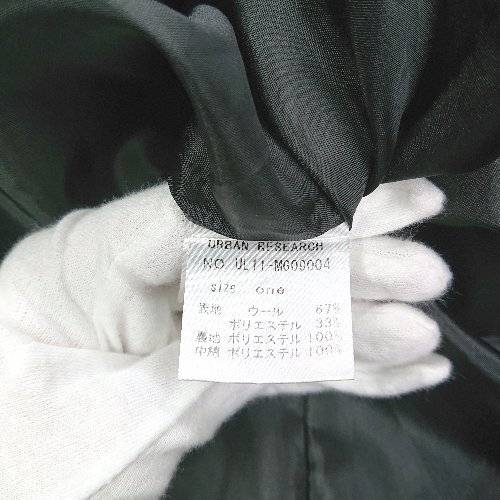 URBAN RESEARCH
NO. UL11-MG09004
size one
表地 ウール 67%
ポリエステル 33%
裏地 ポリエステル 100%
中綿 ポリエステル 100%